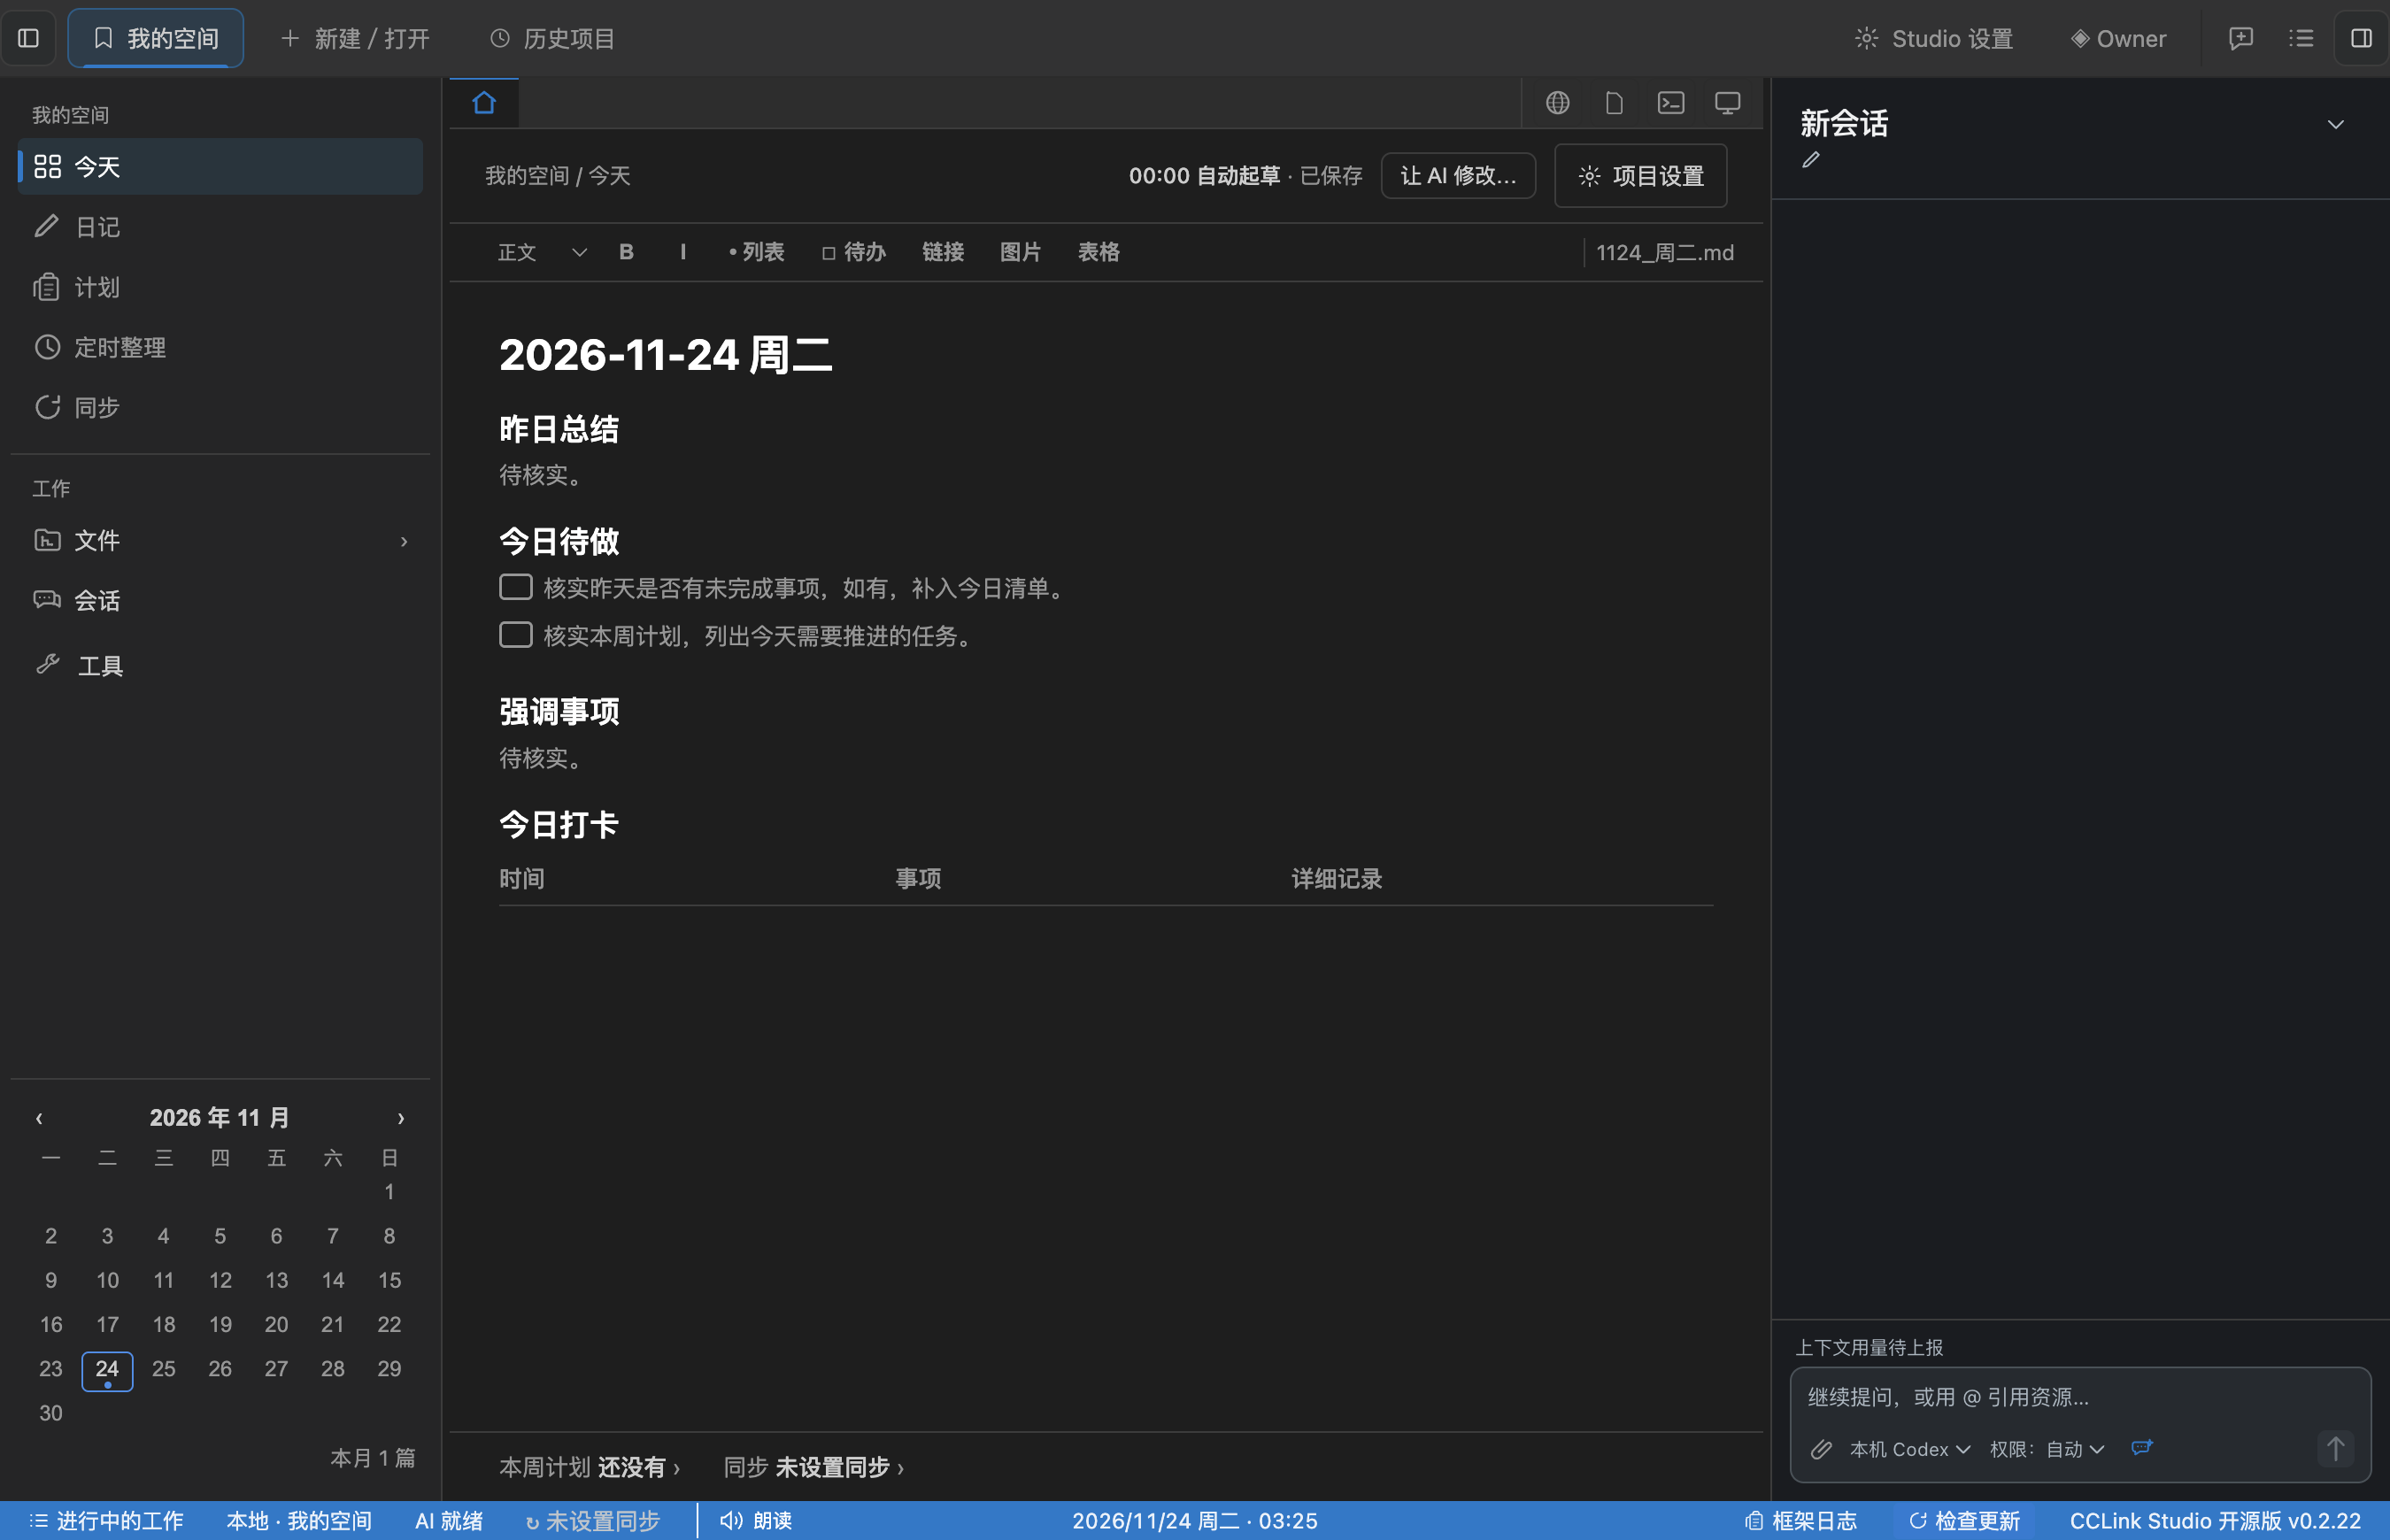 我的空间
新建 / 打开
历史项目
Studio 设置
Owner
我的空间
今天
日记
计划
定时整理
同步
工作
文件
会话
工具
2026 年 11 月
一 二 三 四 五 六 日
1
2 3 4 5 6 7 8
9 10 11 12 13 14 15
16 17 18 19 20 21 22
23 24 25 26 27 28 29
30
本月 1 篇
我的空间 / 今天
00:00 自动起草 · 已保存
让 AI 修改...
项目设置
正文 B I • 列表 □ 待办 链接 图片 表格
1124_周二.md
2026-11-24 周二
昨日总结
待核实。
今日待做
核实昨天是否有未完成事项，如有，补入今日清单。
核实本周计划，列出今天需要推进的任务。
强调事项
待核实。
今日打卡
时间 事项 详细记录
本周计划 还没有 ›
同步 未设置同步 ›
新会话
上下文用量待上报
继续提问，或用 @ 引用资源...
本机 Codex 权限：自动
进行中的工作
本地 · 我的空间
AI 就绪
未设置同步
朗读
2026/11/24 周二 · 03:25
框架日志
检查更新
CCLink Studio 开源版 v0.2.22